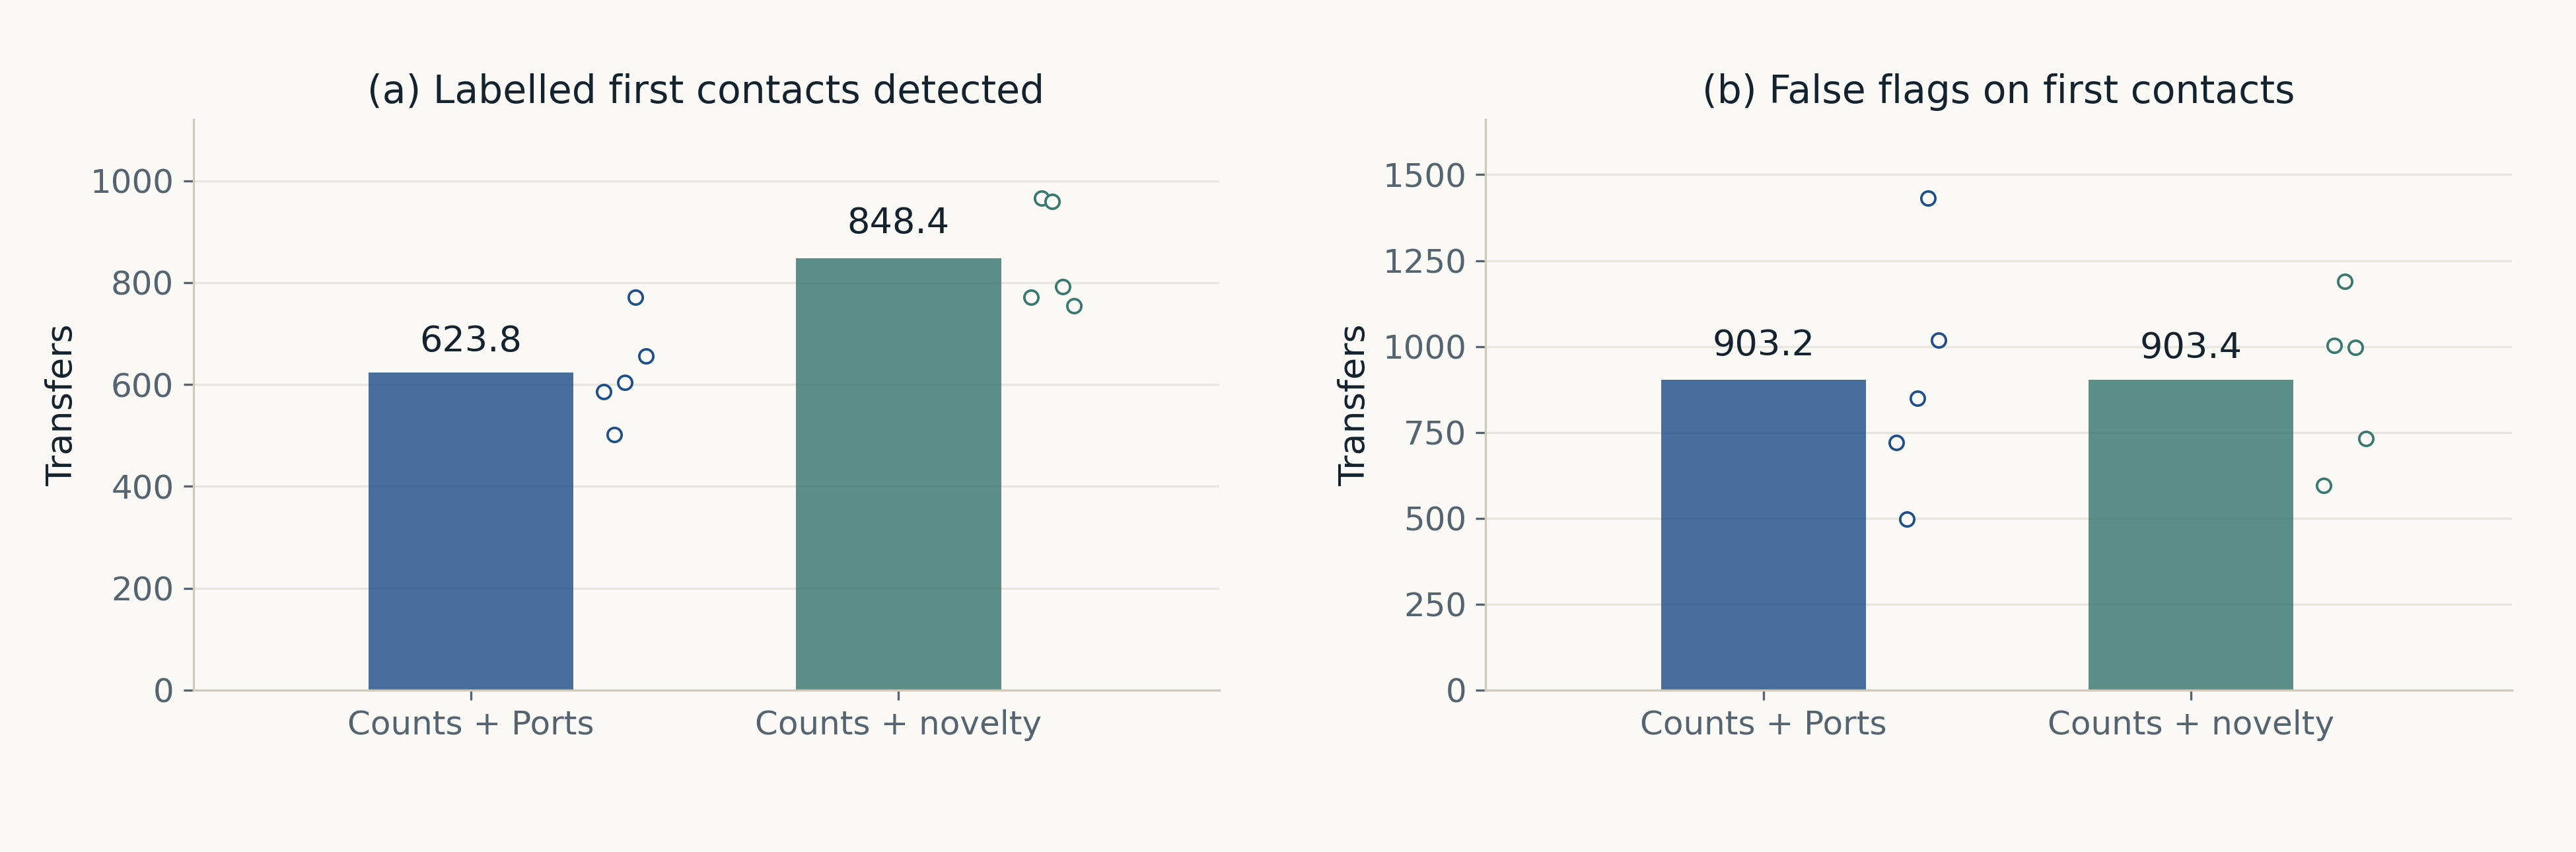 (a) Labelled first contacts detected
Transfers
1000
800
600
400
200
0
623.8
848.4
Counts + Ports
Counts + novelty
(b) False flags on first contacts
Transfers
1500
1250
1000
750
500
250
0
903.2
903.4
Counts + Ports
Counts + novelty